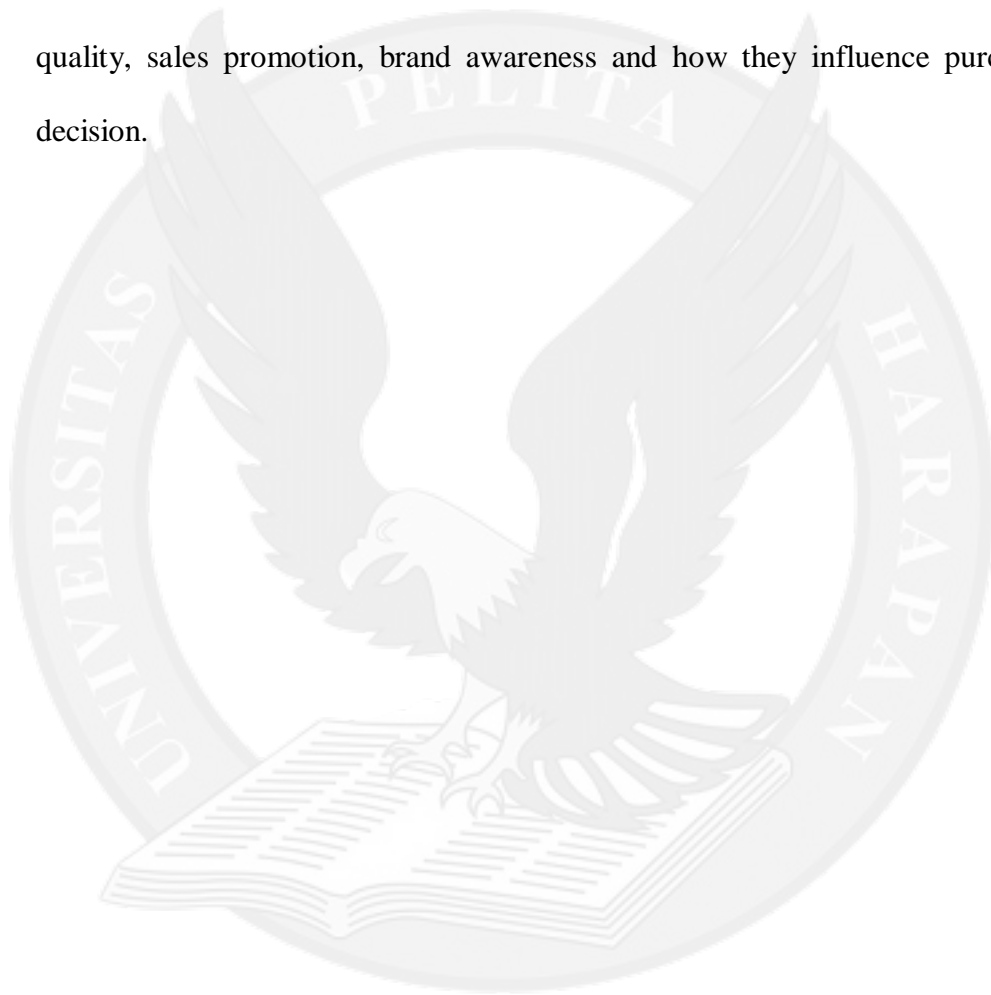 quality, sales promotion, brand awareness and how they influence purc
decision.
UNIVERSITAS PELITA HARAPAN